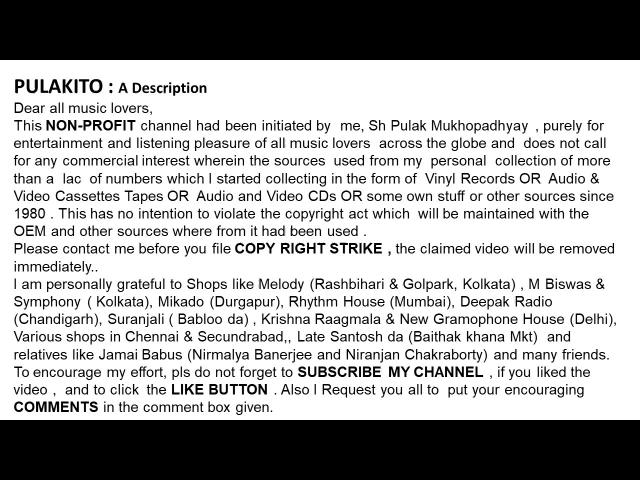 PULAKITO : A Description
Dear all music lovers,
This NON-PROFIT channel had been initiated by me, Sh Pulak Mukhopadhyay , purely for
entertainment and listening pleasure of all music lovers across the globe and does not call
for any commercial interest wherein the sources used from my personal collection of more
than a lac of numbers which I started collecting in the form of Vinyl Records OR Audio &
Video Cassettes Tapes OR Audio and Video CDs OR some own stuff or other sources since
1980 . This has no intention to violate the copyright act which will be maintained with the
OEM and other sources where from it had been used .
Please contact me before you file COPY RIGHT STRIKE , the claimed video will be removed
immediately..
I am personally grateful to Shops like Melody (Rashbihari & Golpark, Kolkata) , M Biswas &
Symphony ( Kolkata), Mikado (Durgapur), Rhythm House (Mumbai), Deepak Radio
(Chandigarh), Suranjali ( Babloo da) , Krishna Raagmala & New Gramophone House (Delhi),
Various shops in Chennai & Secundrabad,, Late Santosh da (Baithak khana Mkt) and
relatives like Jamai Babus (Nirmalya Banerjee and Niranjan Chakraborty) and many friends.
To encourage my effort, pls do not forget to SUBSCRIBE MY CHANNEL , if you liked the
video , and to click the LIKE BUTTON . Also I Request you all to put your encouraging
COMMENTS in the comment box given.